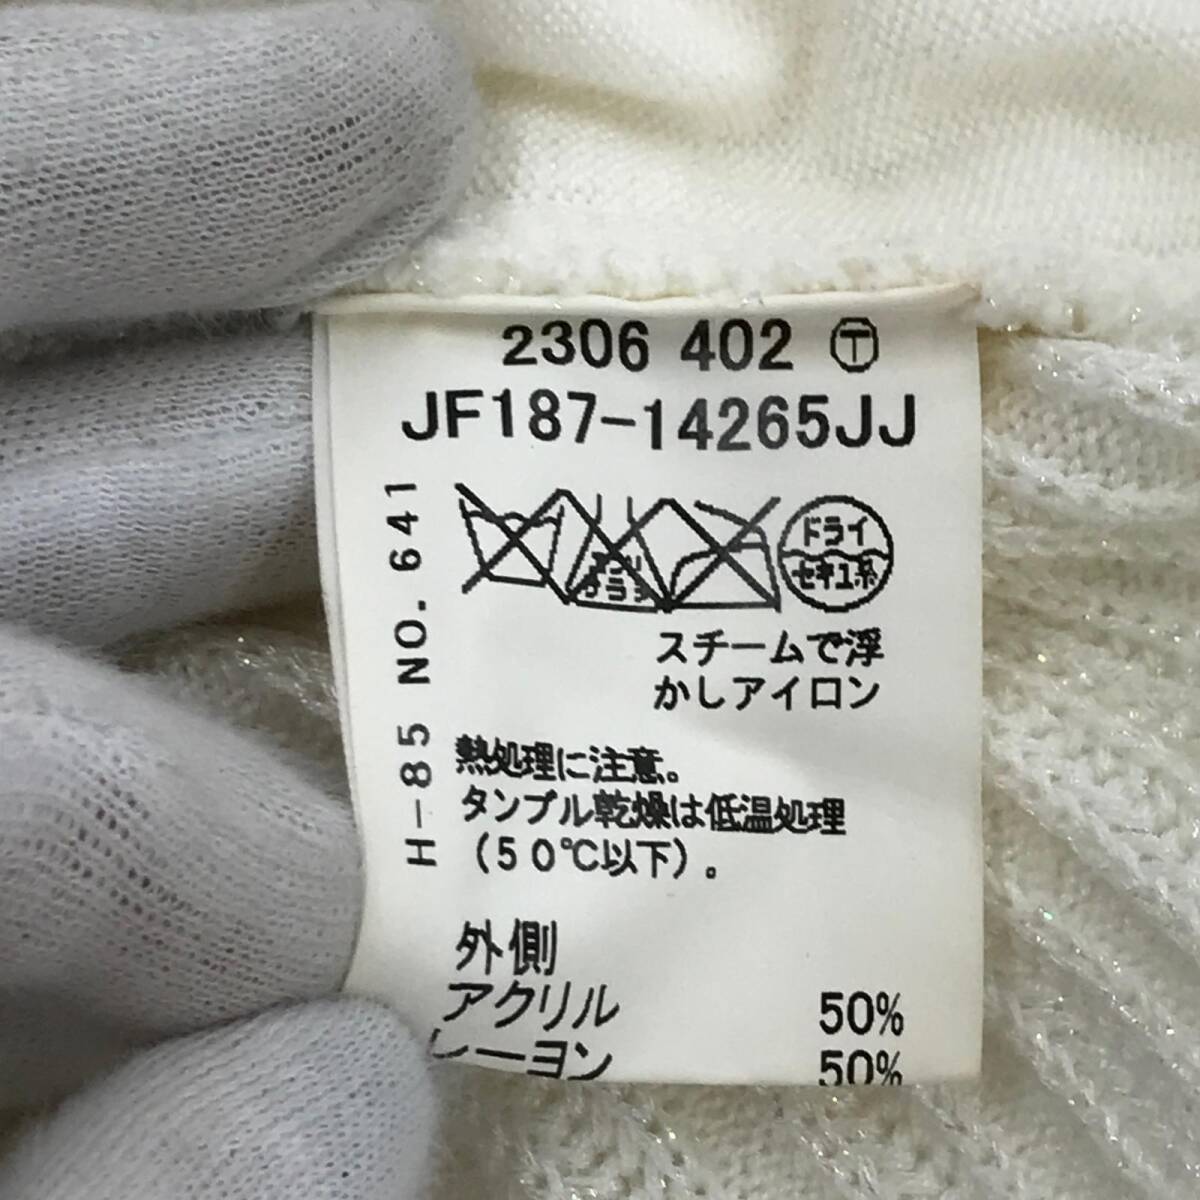 2306 402 Ⓣ
JF187-14265JJ
H-85 NO.641
ドライ
セキユ系
スチームで浮
かしアイロン
熱処理に注意。
タンブル乾燥は低温処理
(50℃以下)。
外側
アクリル 50%
レーヨン 50%